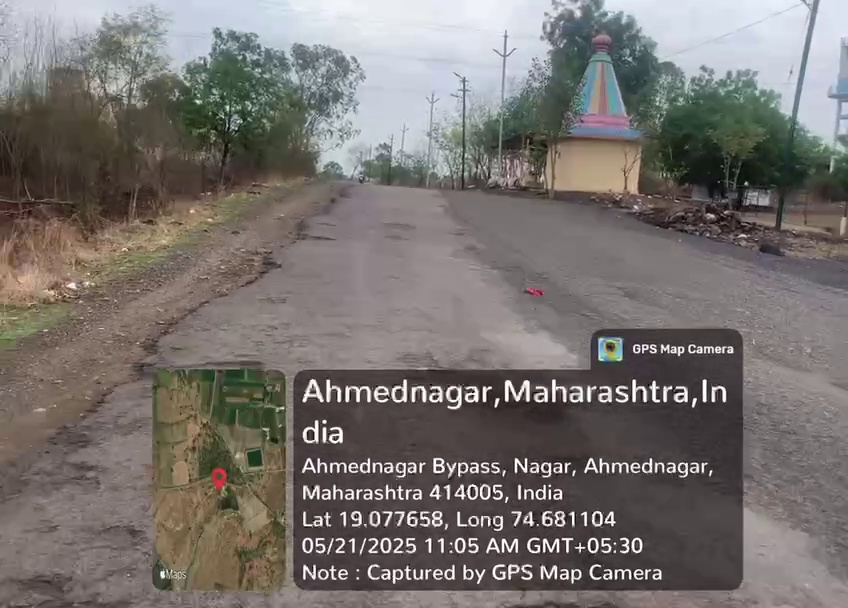 GPS Map Camera
Ahmednagar,Maharashtra,In
dia
Ahmednagar Bypass, Nagar, Ahmednagar,
Maharashtra 414005, India
Lat 19.077658, Long 74.681104
05/21/2025 11:05 AM GMT+05:30
Note : Captured by GPS Map Camera
Maps